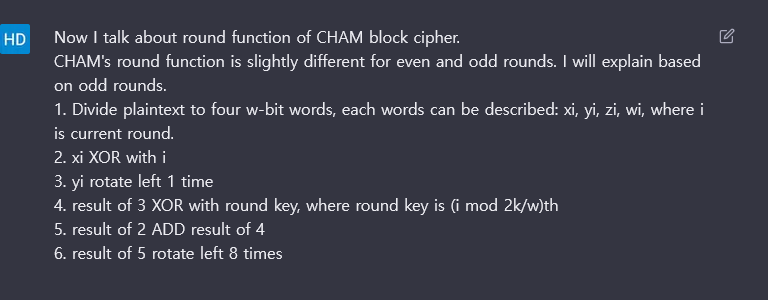 HD
Now I talk about round function of CHAM block cipher.
CHAM's round function is slightly different for even and odd rounds. I will explain based
on odd rounds.
1. Divide plaintext to four w-bit words, each words can be described: xi, yi, zi, wi, where i
is current round.
2. xi XOR with i
3. yi rotate left 1 time
4. result of 3 XOR with round key, where round key is (i mod 2k/w)th
5. result of 2 ADD result of 4
6. result of 5 rotate left 8 times